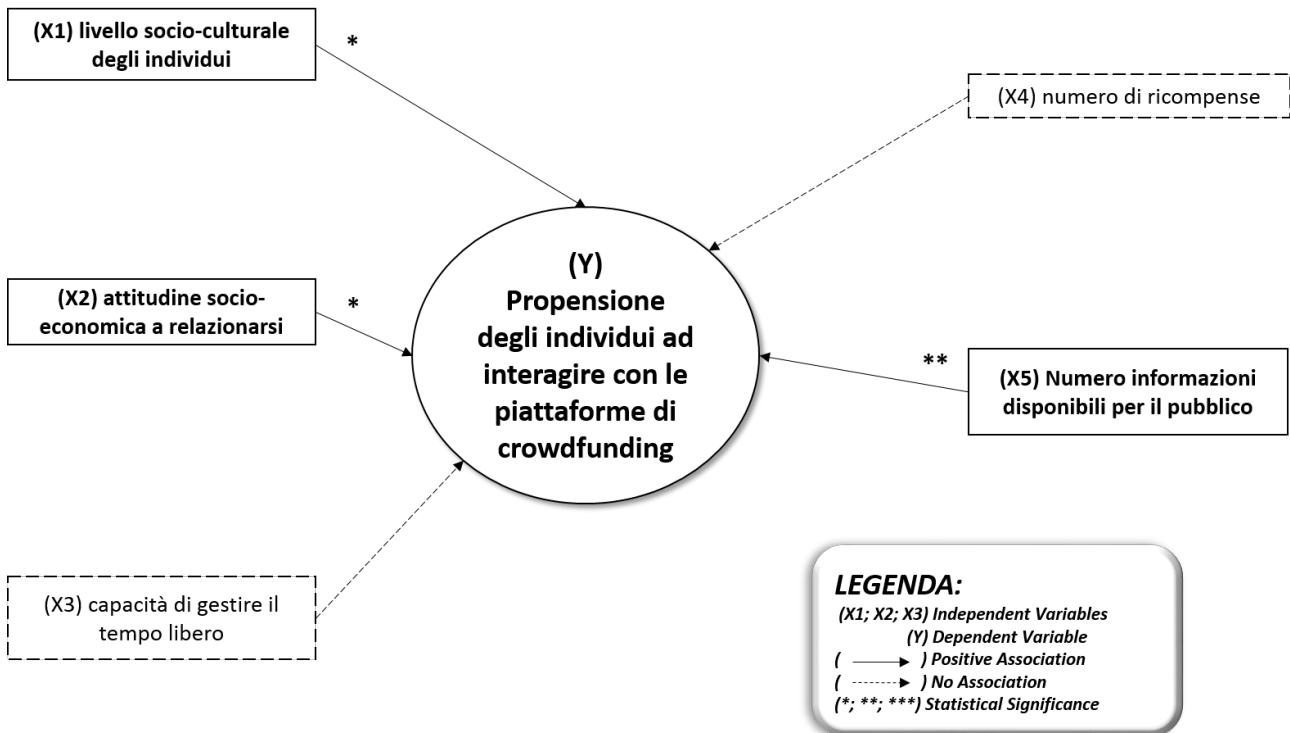 (X1) livello socio-culturale
degli individui
*
(X4) numero di ricompense
(X2) attitudine socio-
economica a relazionarsi
*
(Y)
Propensione
degli individui ad
interagire con le
piattaforme di
crowdfunding
**
(X5) Numero informazioni
disponibili per il pubblico
(X3) capacità di gestire il
tempo libero
LEGENDA:
(X1; X2; X3) Independent Variables
(Y) Dependent Variable
( ) Positive Association
( ) No Association
(*; **; ***) Statistical Significance